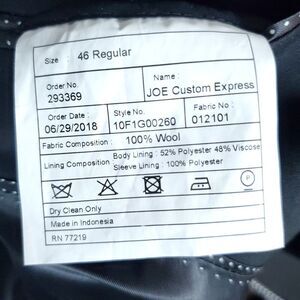 Size : 46 Regular
Order No. : Name :
293369 JOE Custom Express
Order Date : Style No. Fabric No :
06/29/2018 10F1G00260 012101
Fabric Composition : 100% Wool
Lining Composition Body Lining : 52% Polyester 48% Viscose
Sleeve Lining : 100% Polyester
P
Dry Clean Only
Made in Indonesia
RN 77219